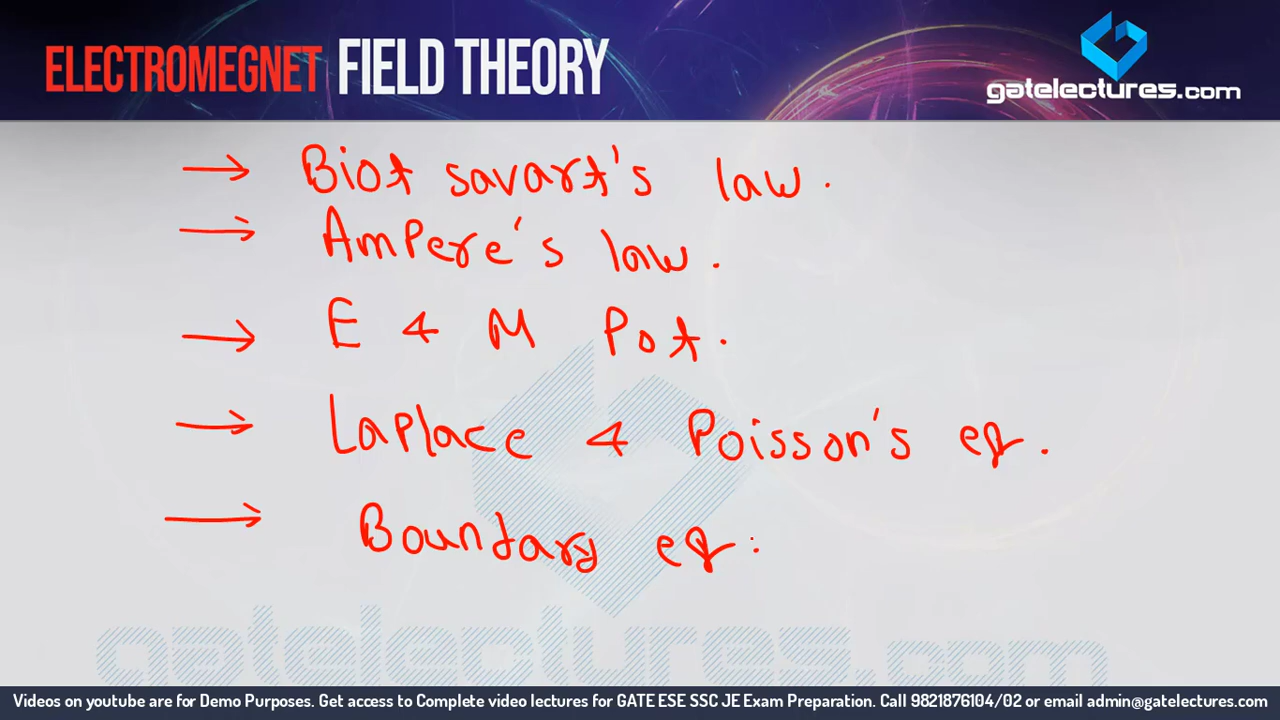 ELECTROMEGNET FIELD THEORY
gatelectures.com
→ Biot savart's law.
→ Ampere's law.
→ E & M Pot.
→ Laplace & Poisson's eq.
→ Boundary eq:
gatelectures.com
Videos on youtube are for Demo Purposes. Get access to Complete video lectures for GATE ESE SSC JE Exam Preparation. Call 9821876104/02 or email admin@gatelectures.com